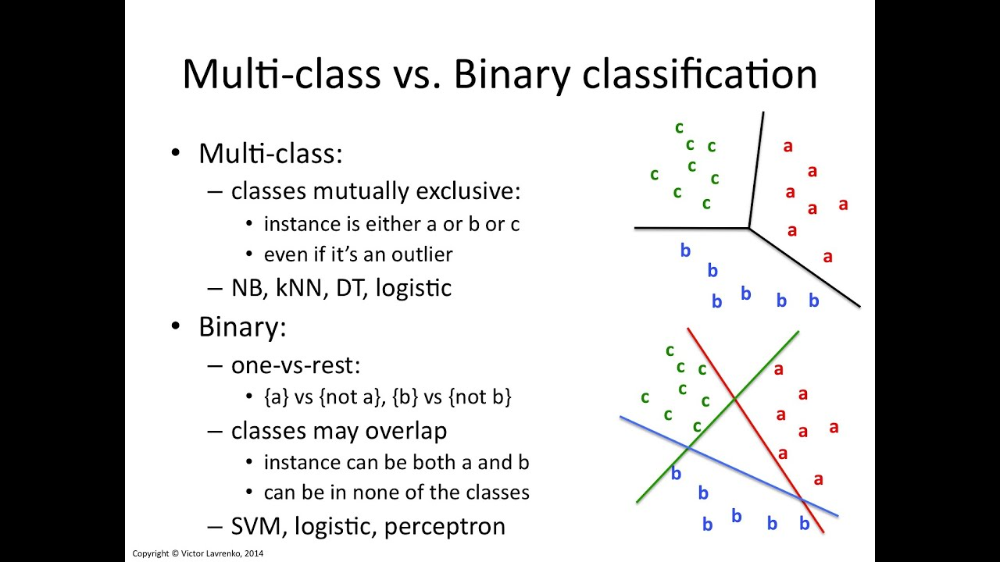 Multi-class vs. Binary classification
• Multi-class:
– classes mutually exclusive:
• instance is either a or b or c
• even if it's an outlier
– NB, kNN, DT, logistic
• Binary:
– one-vs-rest:
• {a} vs {not a}, {b} vs {not b}
– classes may overlap
• instance can be both a and b
• can be in none of the classes
– SVM, logistic, perceptron
c
c c a
c c c a
c a
c a a
a
b a
b
b b b b
c
c c a
c c c a
c a
c a a
a
b a
b
b b b b
Copyright © Victor Lavrenko, 2014